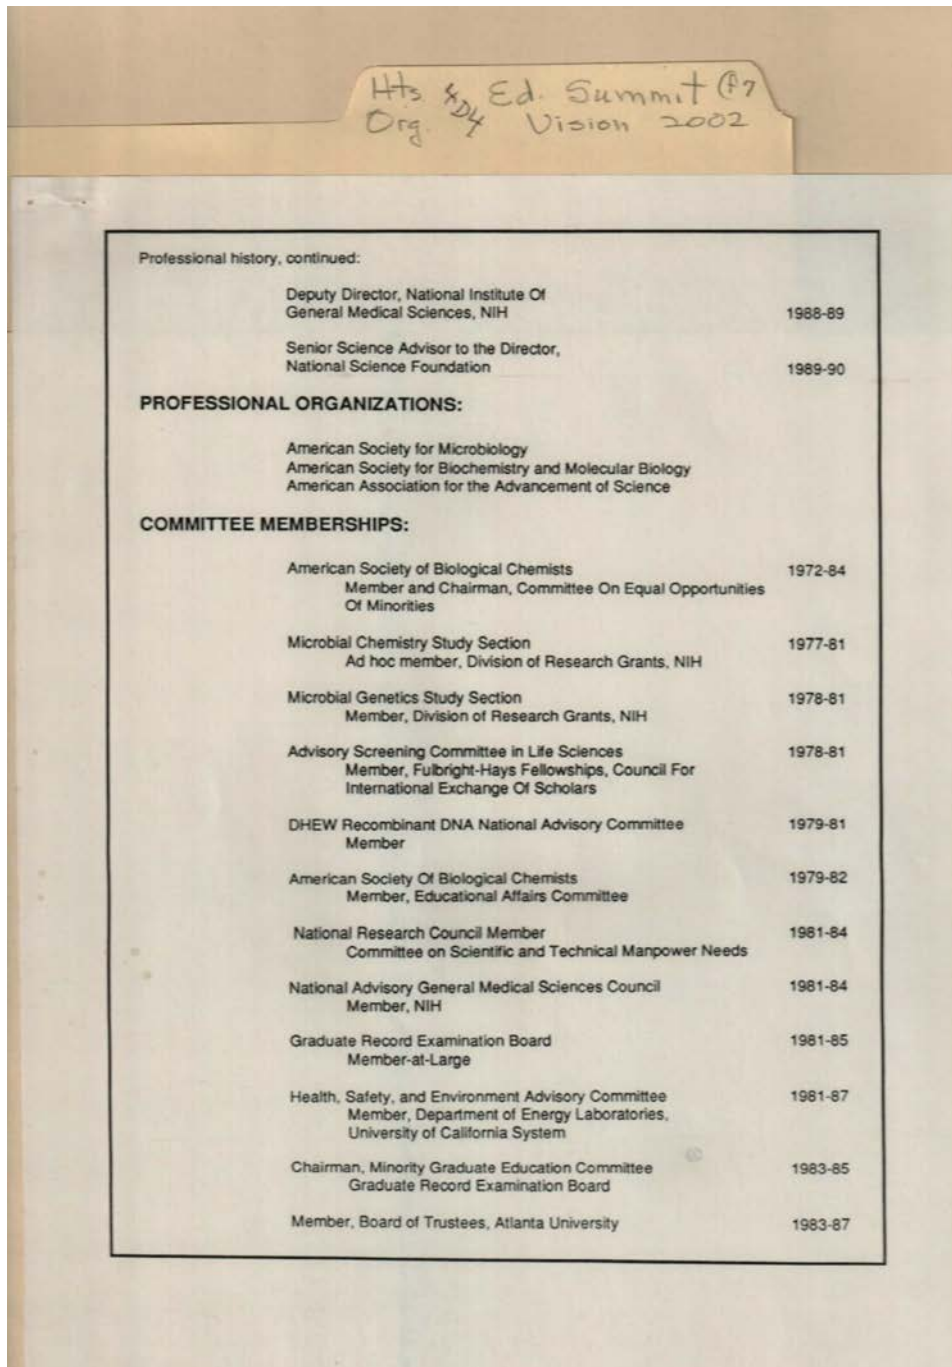 Hts & Ed. Summit
Org. Vision 2002
Professional history, continued:
Deputy Director, National Institute Of
General Medical Sciences, NIH 1988-89
Senior Science Advisor to the Director,
National Science Foundation 1989-90
PROFESSIONAL ORGANIZATIONS:
American Society for Microbiology
American Society for Biochemistry and Molecular Biology
American Association for the Advancement of Science
COMMITTEE MEMBERSHIPS:
American Society of Biological Chemists 1972-84
Member and Chairman, Committee On Equal Opportunities
Of Minorities
Microbial Chemistry Study Section 1977-81
Ad hoc member, Division of Research Grants, NIH
Microbial Genetics Study Section 1978-81
Member, Division of Research Grants, NIH
Advisory Screening Committee in Life Sciences 1978-81
Member, Fulbright-Hays Fellowships, Council For
International Exchange Of Scholars
DHEW Recombinant DNA National Advisory Committee 1979-81
Member
American Society Of Biological Chemists 1979-82
Member, Educational Affairs Committee
National Research Council Member 1981-84
Committee on Scientific and Technical Manpower Needs
National Advisory General Medical Sciences Council 1981-84
Member, NIH
Graduate Record Examination Board 1981-85
Member-at-Large
Health, Safety, and Environment Advisory Committee 1981-87
Member, Department of Energy Laboratories,
University of California System
Chairman, Minority Graduate Education Committee 1983-85
Graduate Record Examination Board
Member, Board of Trustees, Atlanta University 1983-87